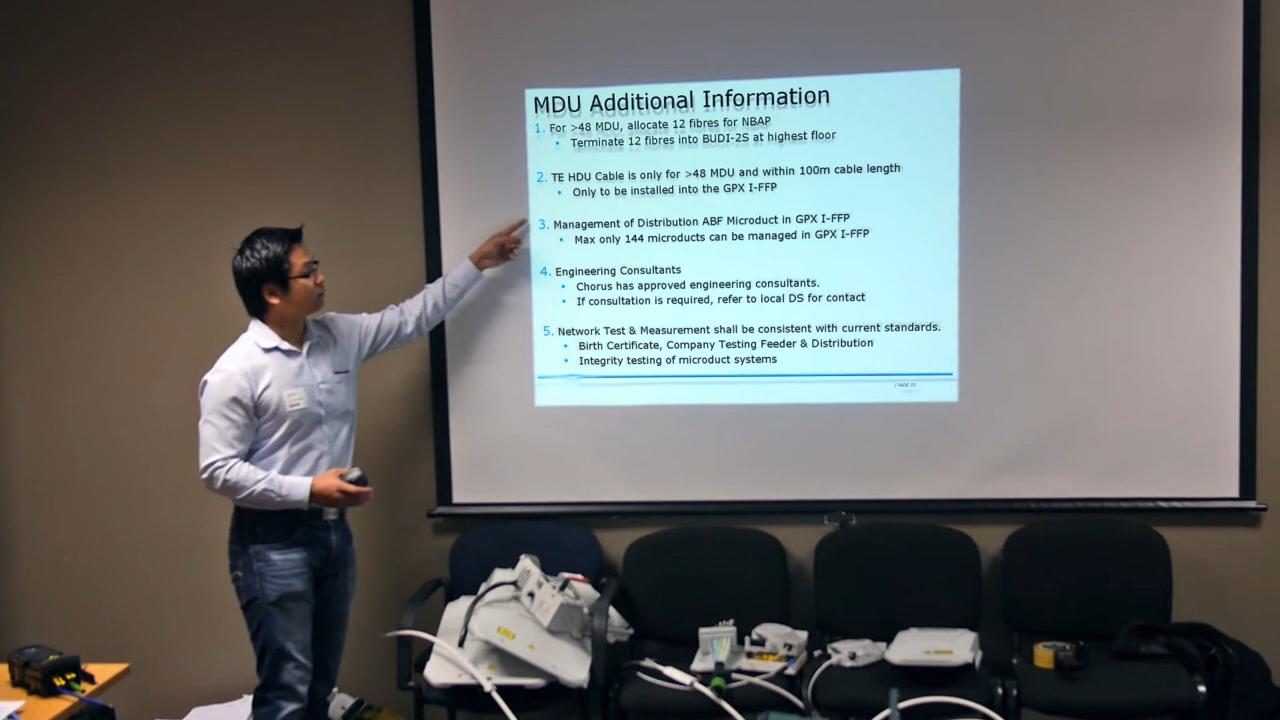 MDU Additional Information
1. For >48 MDU, allocate 12 fibres for NBAP
• Terminate 12 fibres into BUDI-2S at highest floor
2. TE HDU Cable is only for >48 MDU and within 100m cable length
• Only to be installed into the GPX I-FFP
3. Management of Distribution ABF Microduct in GPX I-FFP
• Max only 144 microducts can be managed in GPX I-FFP
4. Engineering Consultants
• Chorus has approved engineering consultants.
• If consultation is required, refer to local DS for contact
5. Network Test & Measurement shall be consistent with current standards.
• Birth Certificate, Company Testing Feeder & Distribution
• Integrity testing of microduct systems
/ PAGE 23